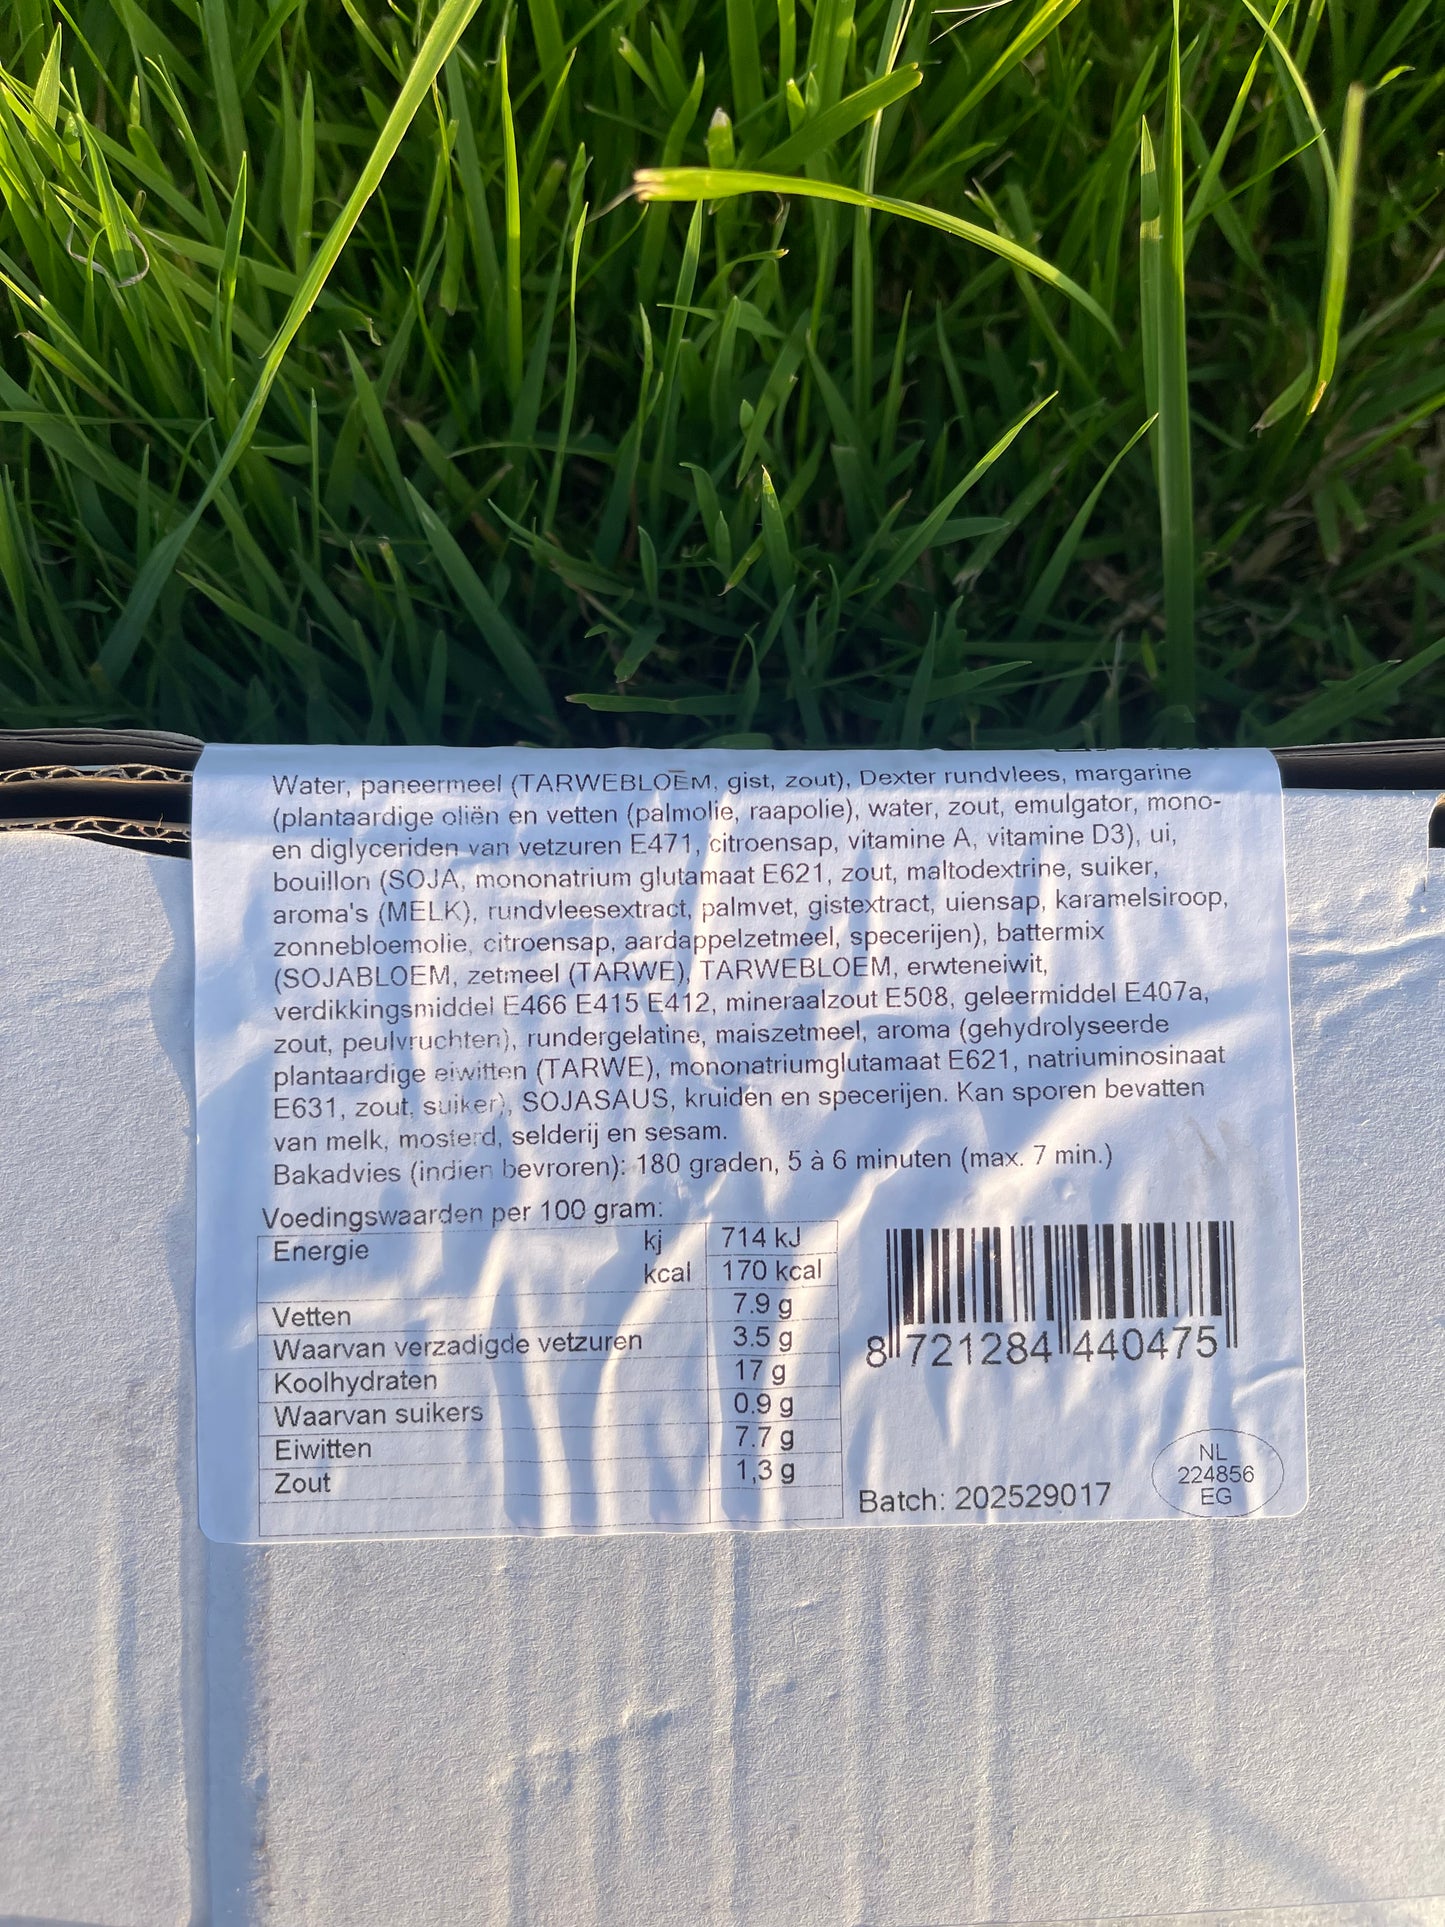 Water, paneermeel (TARWEBLOEM, gist, zout), Dexter rundvlees, margarine
(plantaardige oliën en vetten (palmolie, raapolie), water, zout, emulgator, mono-
en diglyceriden van vetzuren E471, citroensap, vitamine A, vitamine D3), ui,
bouillon (SOJA, mononatrium glutamaat E621, zout, maltodextrine, suiker,
aroma's (MELK), rundvleesextract, palmvet, gistextract, uiensap, karamelsiroop,
zonnebloemolie, citroensap, aardappelzetmeel, specerijen), battermix
(SOJABLOEM, zetmeel (TARWE), TARWEBLOEM, erwteneiwit,
verdikkingsmiddel E466 E415 E412, mineraalzout E508, geleermiddel E407a,
zout, peulvruchten), rundergelatine, maiszetmeel, aroma (gehydrolyseerde
plantaardige eiwitten (TARWE), mononatriumglutamaat E621, natriuminosinaat
E631, zout, suiker), SOJASAUS, kruiden en specerijen. Kan sporen bevatten
van melk, mosterd, selderij en sesam.
Bakadvies (indien bevroren): 180 graden, 5 à 6 minuten (max. 7 min.)
Voedingswaarden per 100 gram:
Energie kj 714 kJ
kcal 170 kcal
Vetten 7.9 g
Waarvan verzadigde vetzuren 3.5 g
Koolhydraten 17 g
Waarvan suikers 0.9 g
Eiwitten 7.7 g
Zout 1,3 g
8 721284 440475
Batch: 202529017
NL
224856
EG